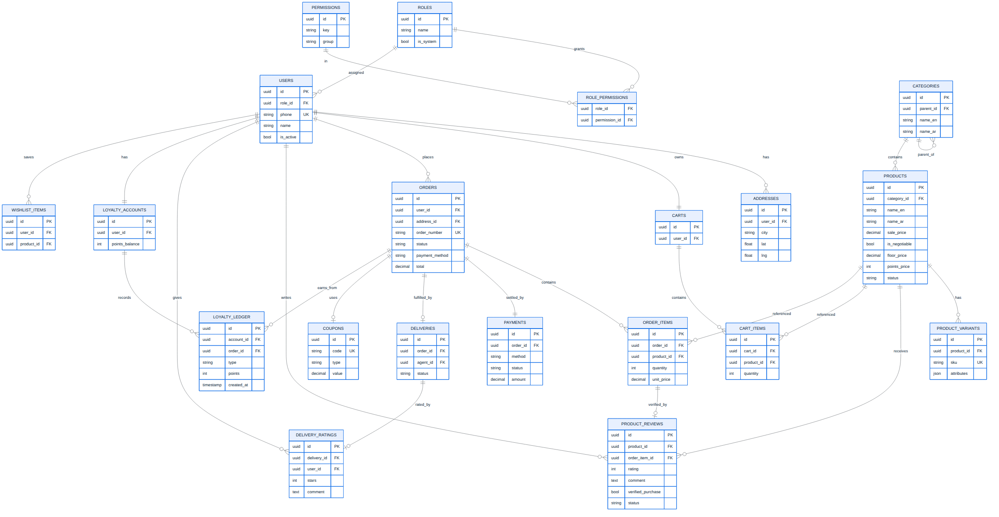 PERMISSIONS
uuid id PK
string key
string group
ROLES
uuid id PK
string name
bool is_system
grants
in
assigned
USERS
uuid id PK
uuid role_id FK
string phone UK
string name
bool is_active
ROLE_PERMISSIONS
uuid role_id FK
uuid permission_id FK
CATEGORIES
uuid id PK
uuid parent_id FK
string name_en
string name_ar
saves
has
places
owns
has
contains
parent_of
WISHLIST_ITEMS
uuid id PK
uuid user_id FK
uuid product_id FK
LOYALTY_ACCOUNTS
uuid id PK
uuid user_id FK
int points_balance
ORDERS
uuid id PK
uuid user_id FK
uuid address_id FK
string order_number UK
string status
string payment_method
decimal total
CARTS
uuid id PK
uuid user_id FK
ADDRESSES
uuid id PK
uuid user_id FK
string city
float lat
float lng
PRODUCTS
uuid id PK
uuid category_id FK
string name_en
string name_ar
decimal sale_price
bool is_negotiable
decimal floor_price
int points_price
string status
records
gives
writes
earns_from
uses
fulfilled_by
settled_by
contains
contains
referenced
referenced
has
LOYALTY_LEDGER
uuid id PK
uuid account_id FK
uuid order_id FK
string type
int points
timestamp created_at
COUPONS
uuid id PK
string code UK
string type
decimal value
DELIVERIES
uuid id PK
uuid order_id FK
uuid agent_id FK
string status
PAYMENTS
uuid id PK
uuid order_id FK
string method
string status
decimal amount
ORDER_ITEMS
uuid id PK
uuid order_id FK
uuid product_id FK
int quantity
decimal unit_price
CART_ITEMS
uuid id PK
uuid cart_id FK
uuid product_id FK
int quantity
PRODUCT_VARIANTS
uuid id PK
uuid product_id FK
string sku UK
json attributes
receives
rated_by
verified_by
DELIVERY_RATINGS
uuid id PK
uuid delivery_id FK
uuid user_id FK
int stars
text comment
PRODUCT_REVIEWS
uuid id PK
uuid product_id FK
uuid order_item_id FK
int rating
text comment
bool verified_purchase
string status